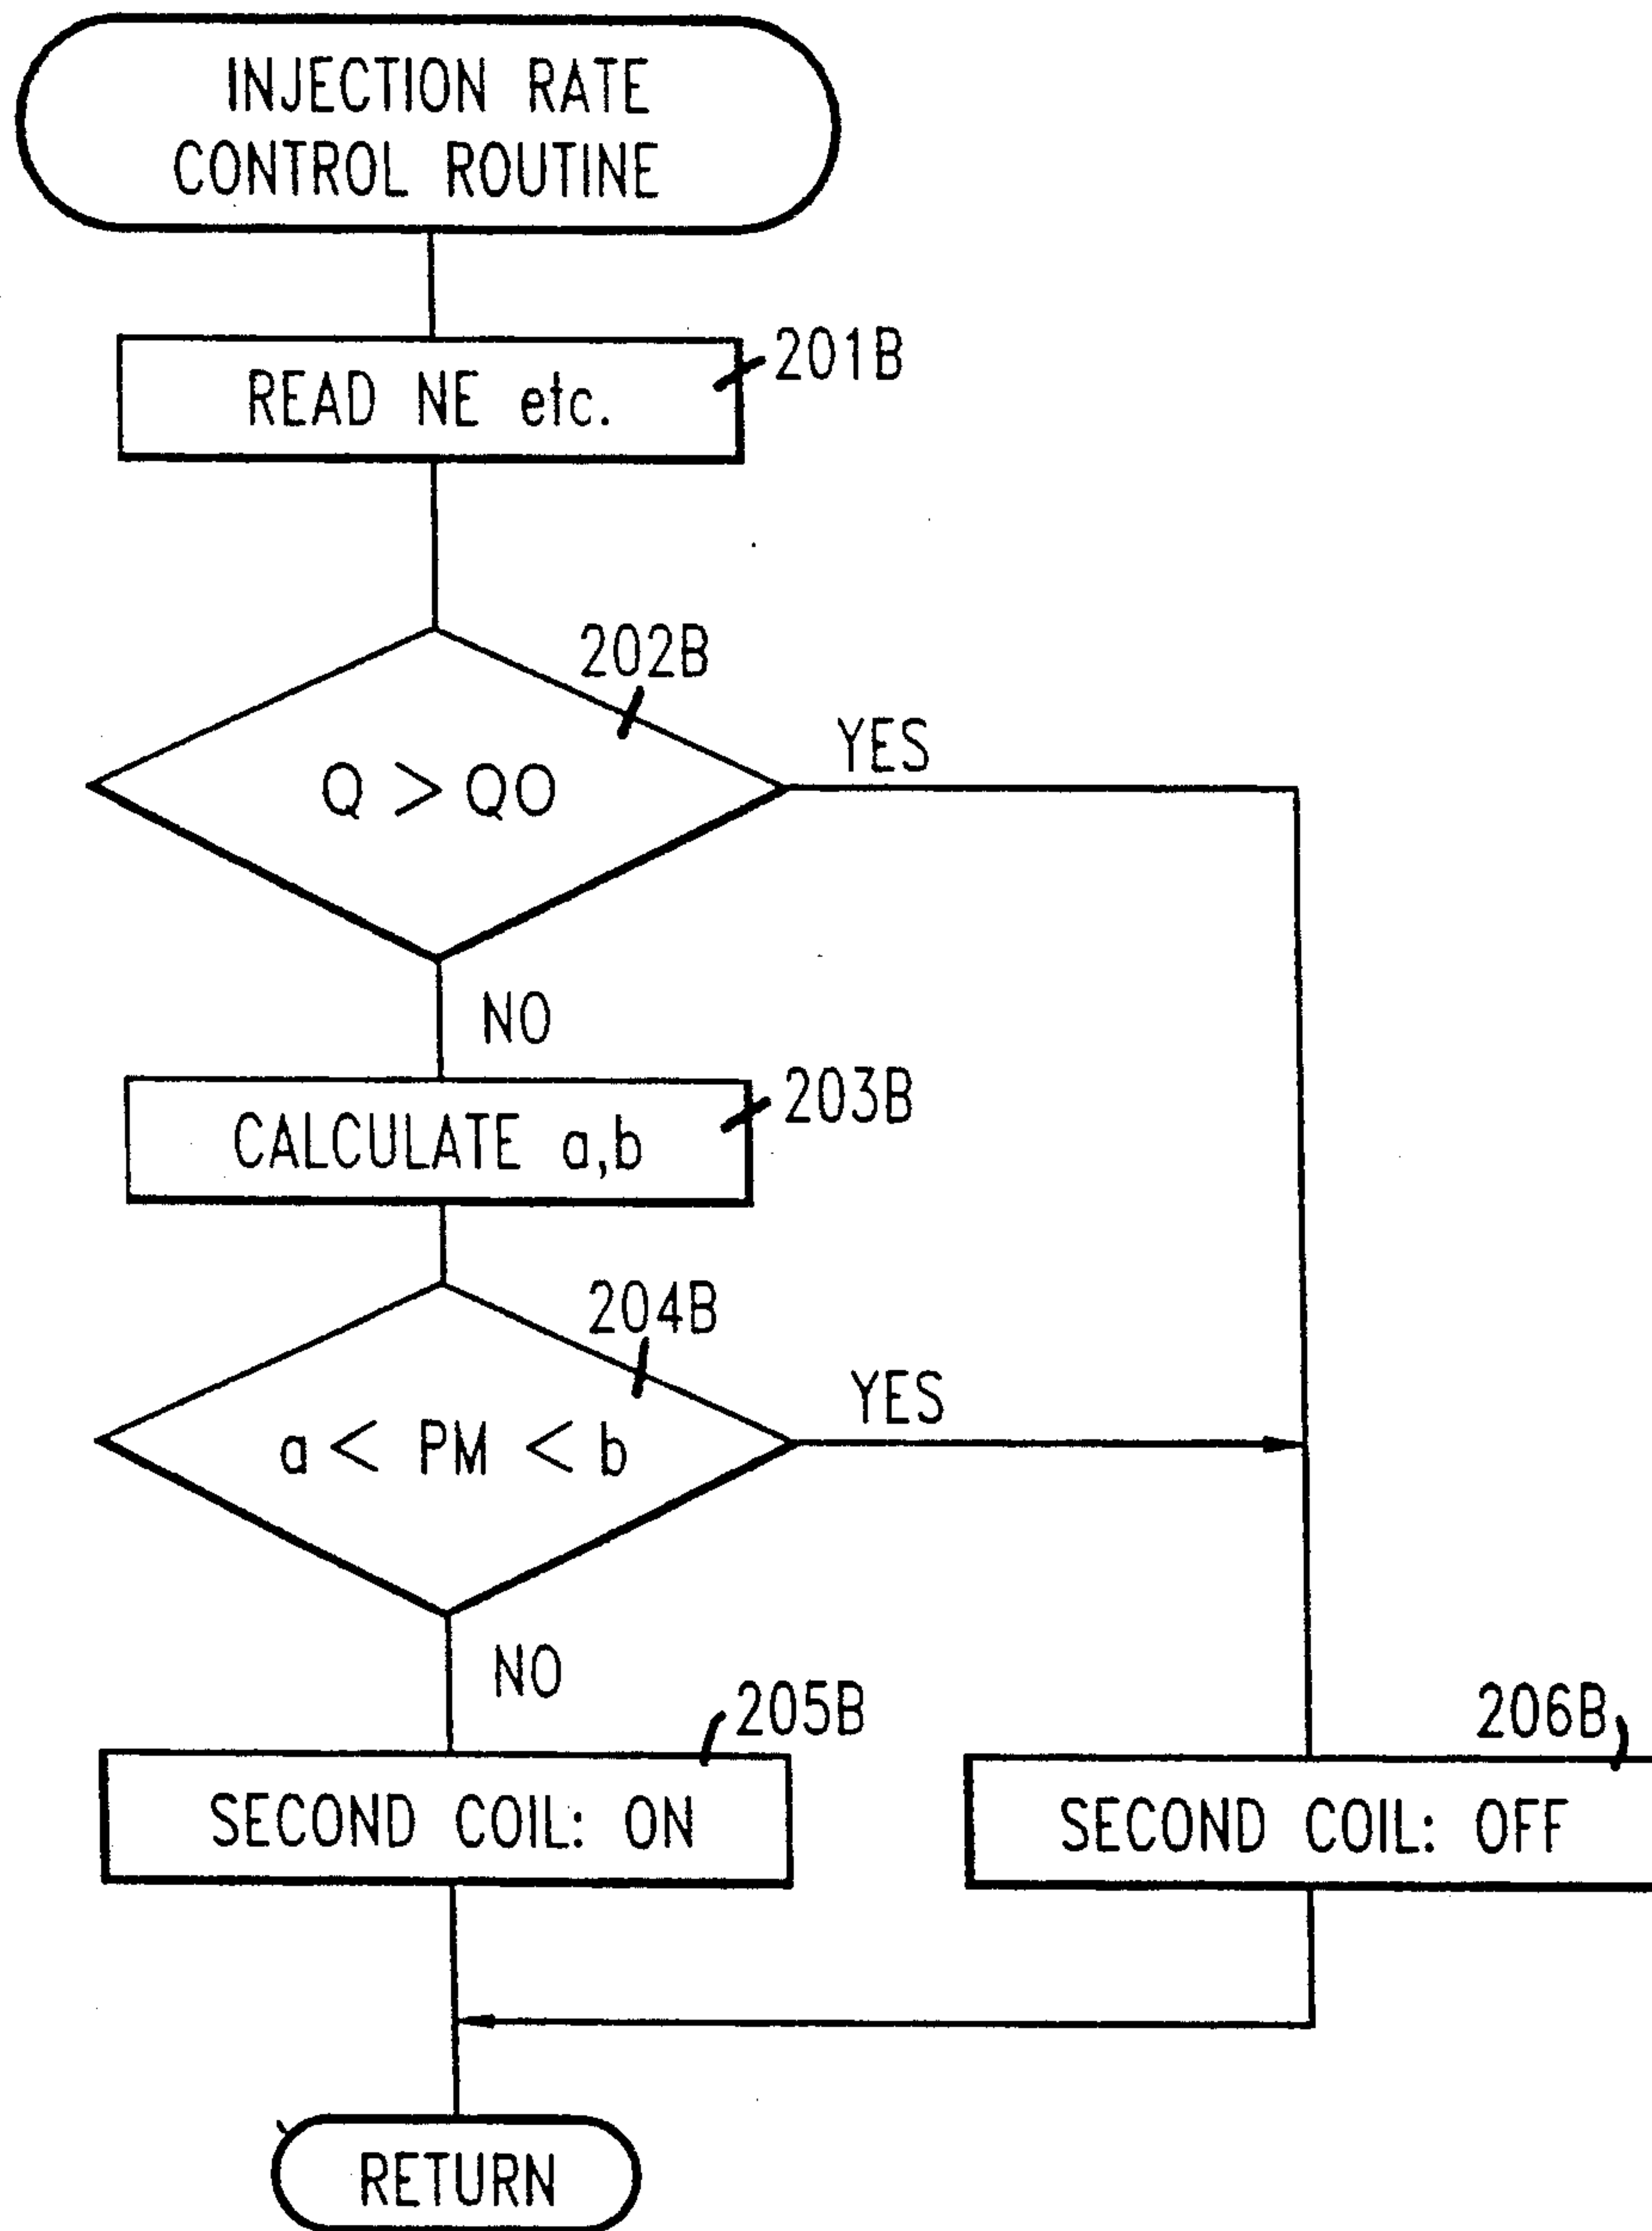 INJECTION RATE
CONTROL ROUTINE
201B
READ NE etc.
202B
YES
Q > QO
NO
203B
CALCULATE a,b
204B
YES
a < PM < b
NO
205B
206B
SECOND COIL: ON
SECOND COIL: OFF
RETURN